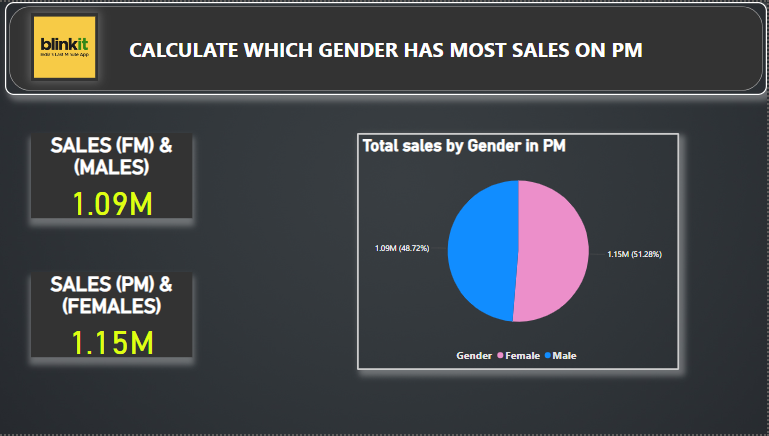 blinkit
CALCULATE WHICH GENDER HAS MOST SALES ON PM
SALES (FM) &
(MALES)
1.09M
SALES (PM) &
(FEMALES)
1.15M
Total sales by Gender in PM
1.09M (48.72%)
1.15M (51.28%)
Gender Female Male